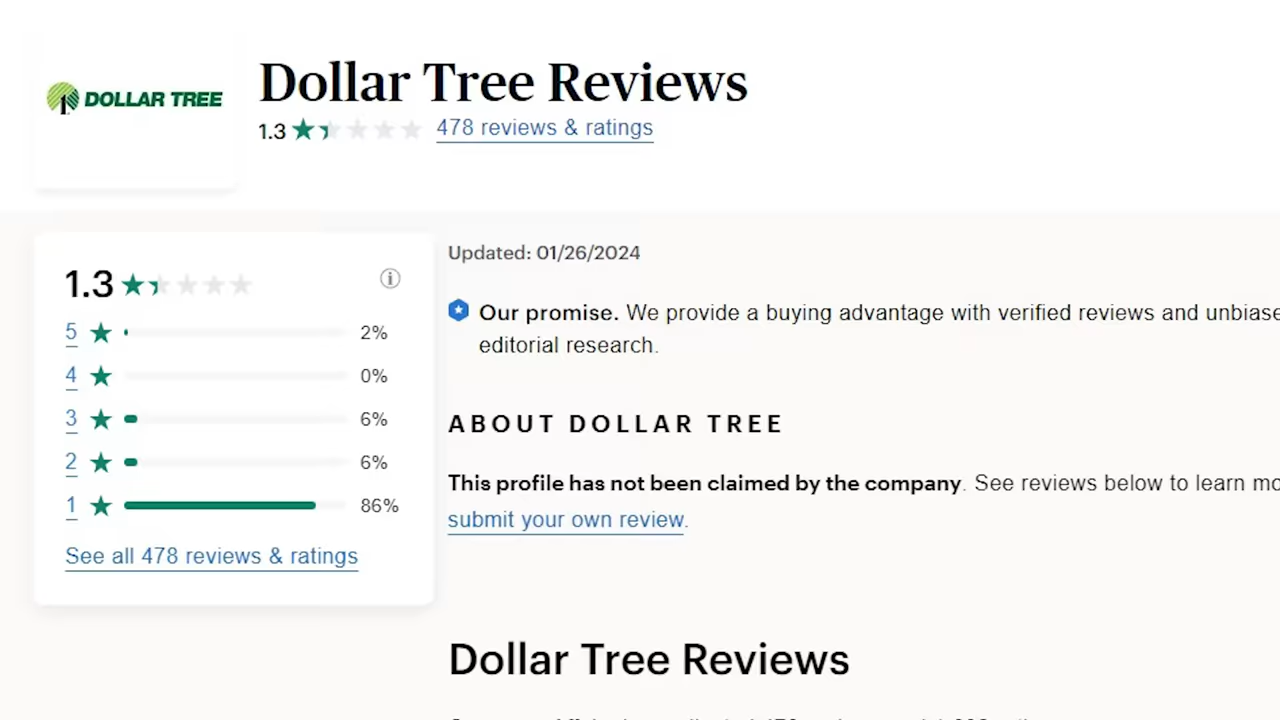 DOLLAR TREE
Dollar Tree Reviews
1.3
478 reviews & ratings
Updated: 01/26/2024
1.3
5 2%
4 0%
3 6%
2 6%
1 86%
See all 478 reviews & ratings
Our promise. We provide a buying advantage with verified reviews and unbiase
editorial research.
ABOUT DOLLAR TREE
This profile has not been claimed by the company. See reviews below to learn mo
submit your own review.
Dollar Tree Reviews